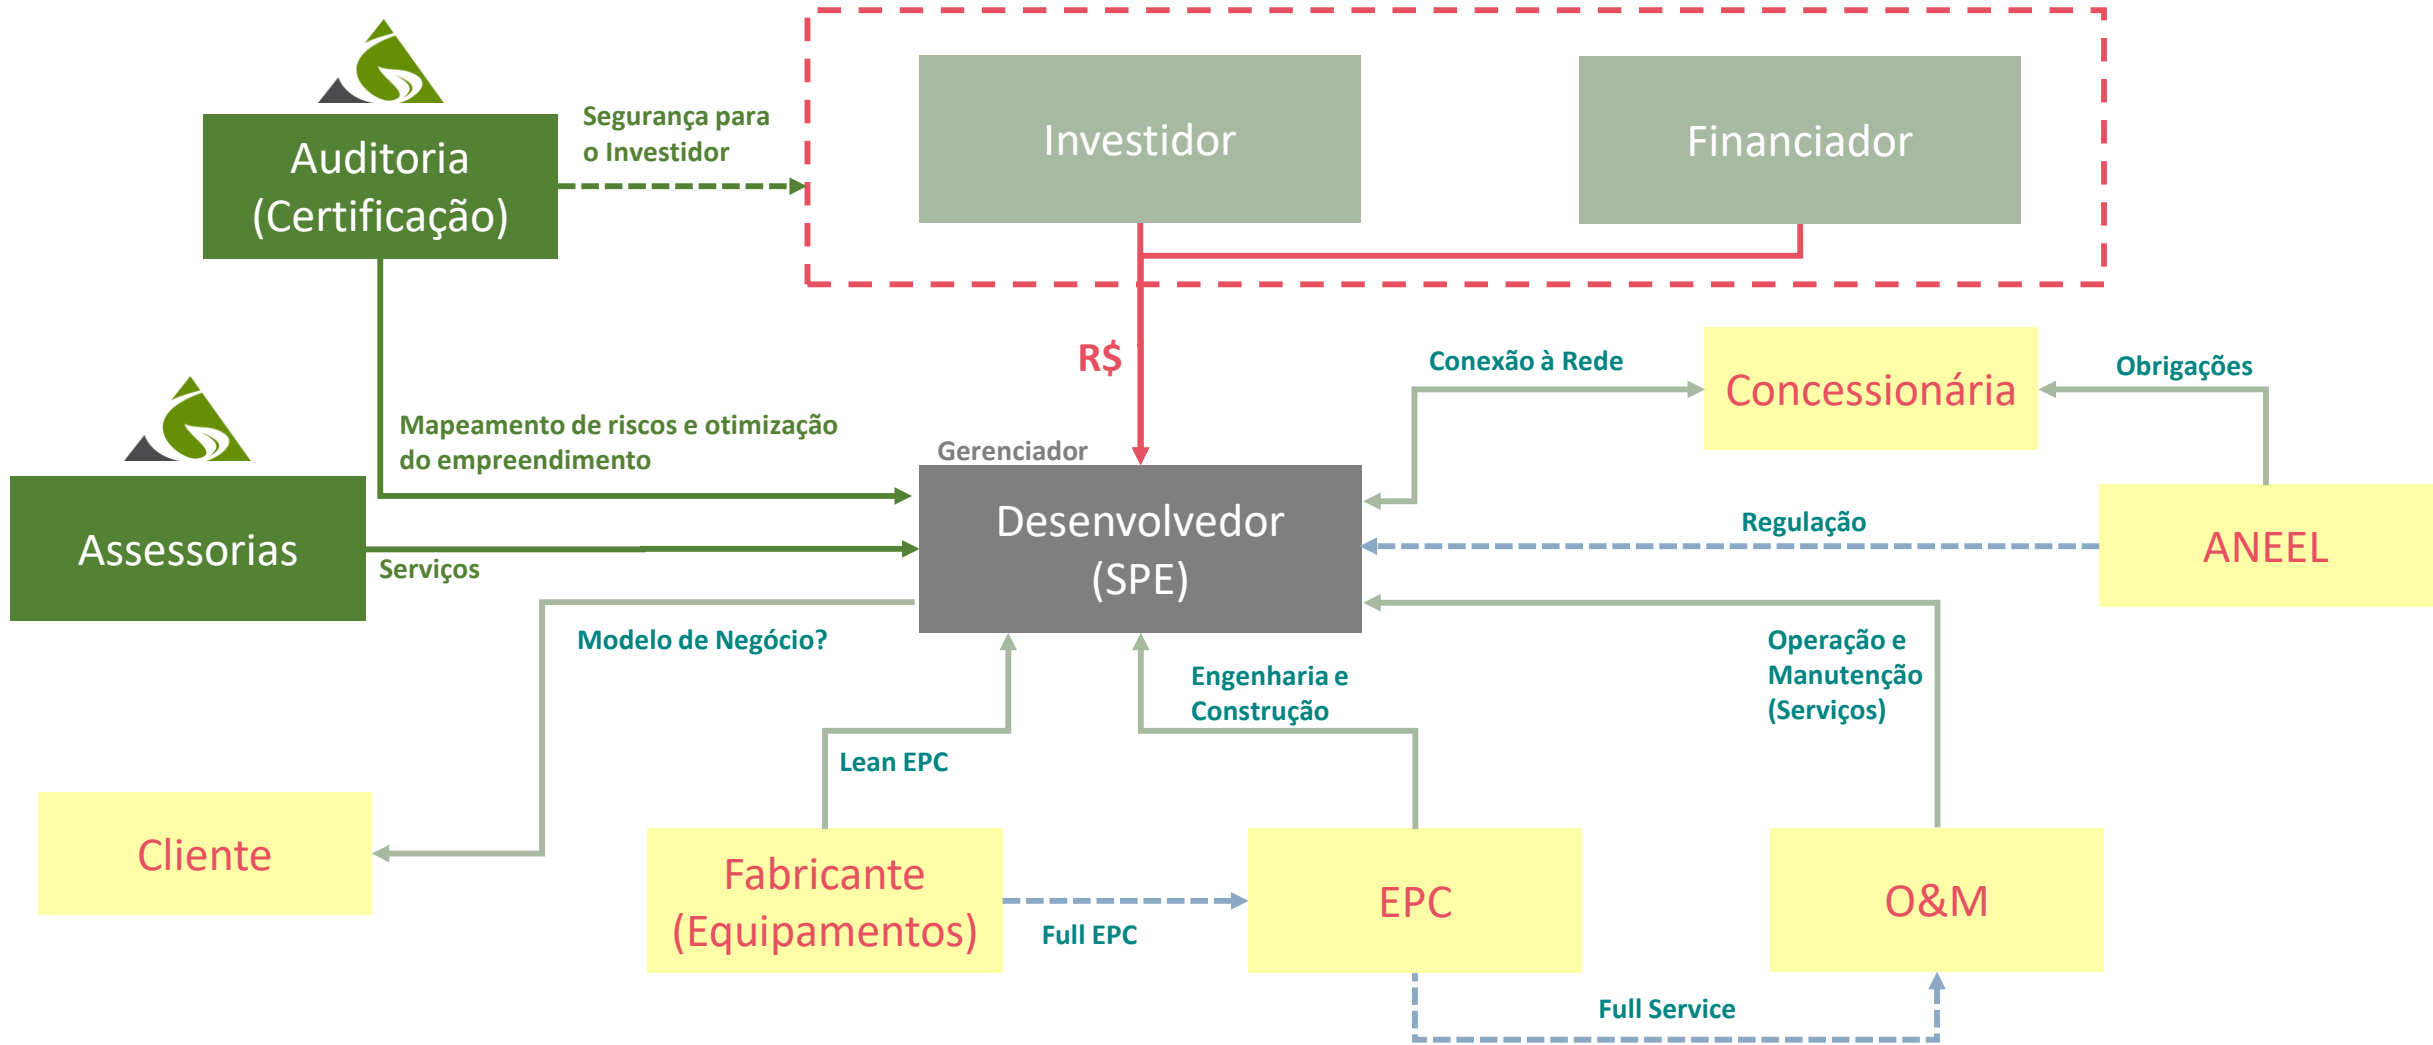 Segurança para
o Investidor
Auditoria
(Certificação)
Investidor
Financiador
R$
Conexão à Rede
Concessionária
Obrigações
Mapeamento de riscos e otimização
do empreendimento
Gerenciador
Desenvolvedor
(SPE)
Regulação
ANEEL
Assessorias
Serviços
Modelo de Negócio?
Engenharia e
Construção
Operação e
Manutenção
(Serviços)
Lean EPC
Cliente
Fabricante
(Equipamentos)
Full EPC
EPC
O&M
Full Service